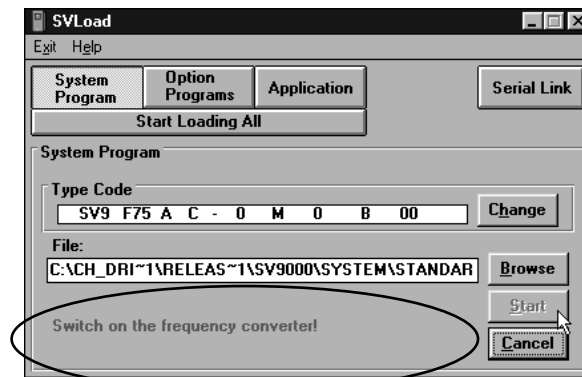 SVLoad
Exit Help
System Program
Option Programs
Application
Serial Link
Start Loading All
System Program
Type Code
SV9 F75 A C - 0 M 0 B 00
Change
File:
C:\CH_DRI~1\RELEAS~1\SV9000\SYSTEM\STANDAR
Browse
Start
Switch on the frequency converter!
Cancel